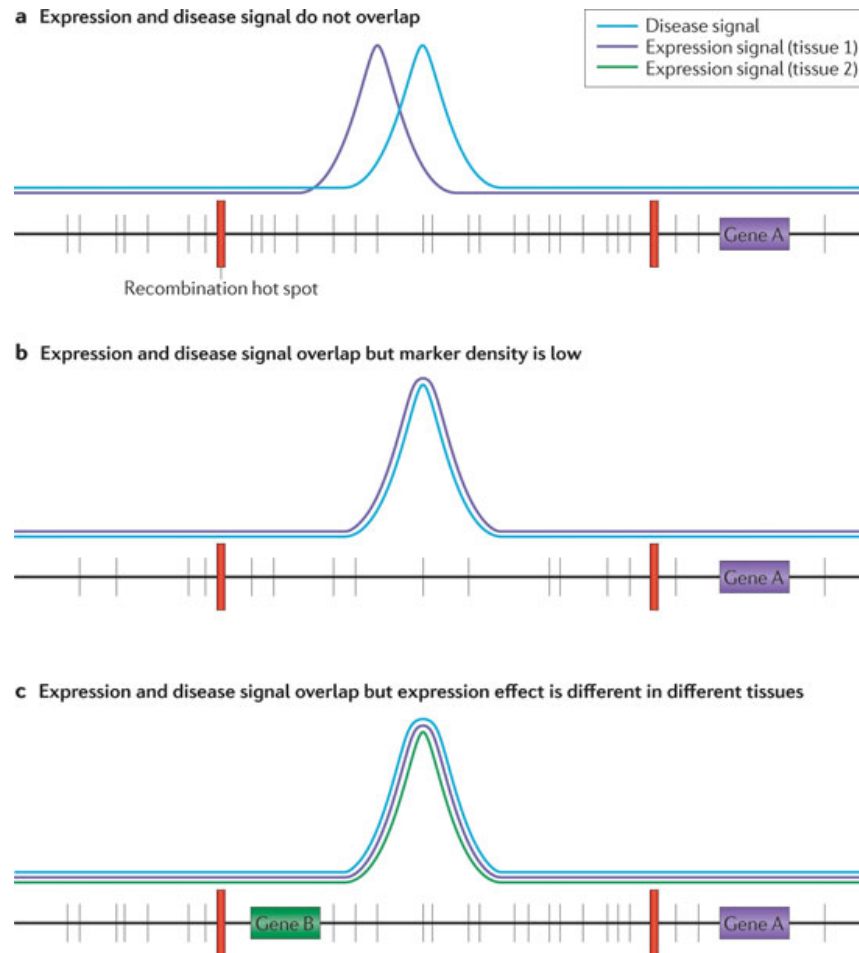 a Expression and disease signal do not overlap
Disease signal
Expression signal (tissue 1)
Expression signal (tissue 2)
Gene A
Recombination hot spot
b Expression and disease signal overlap but marker density is low
Gene A
c Expression and disease signal overlap but expression effect is different in different tissues
Gene B
Gene A